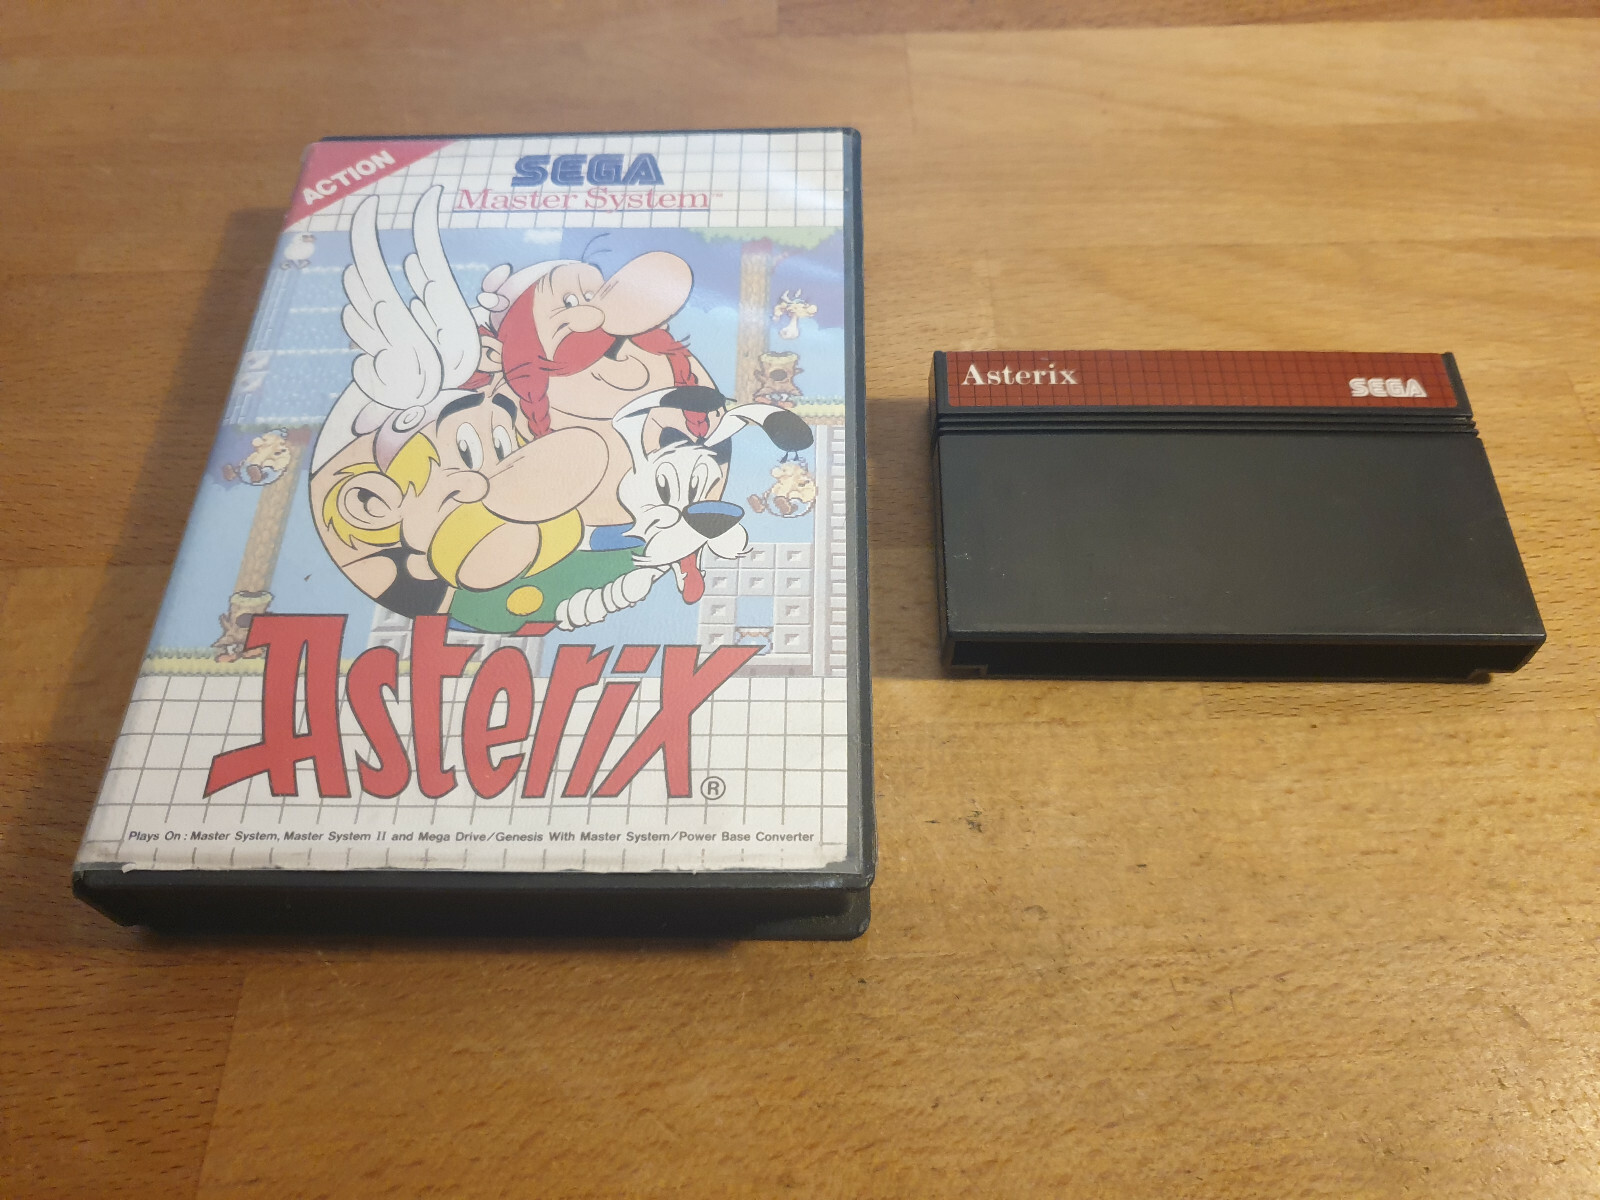 ACTION
SEGA
Master System™
Asterix®
Plays On : Master System, Master System II and Mega Drive/Genesis With Master System/Power Base Converter
Asterix
SEGA